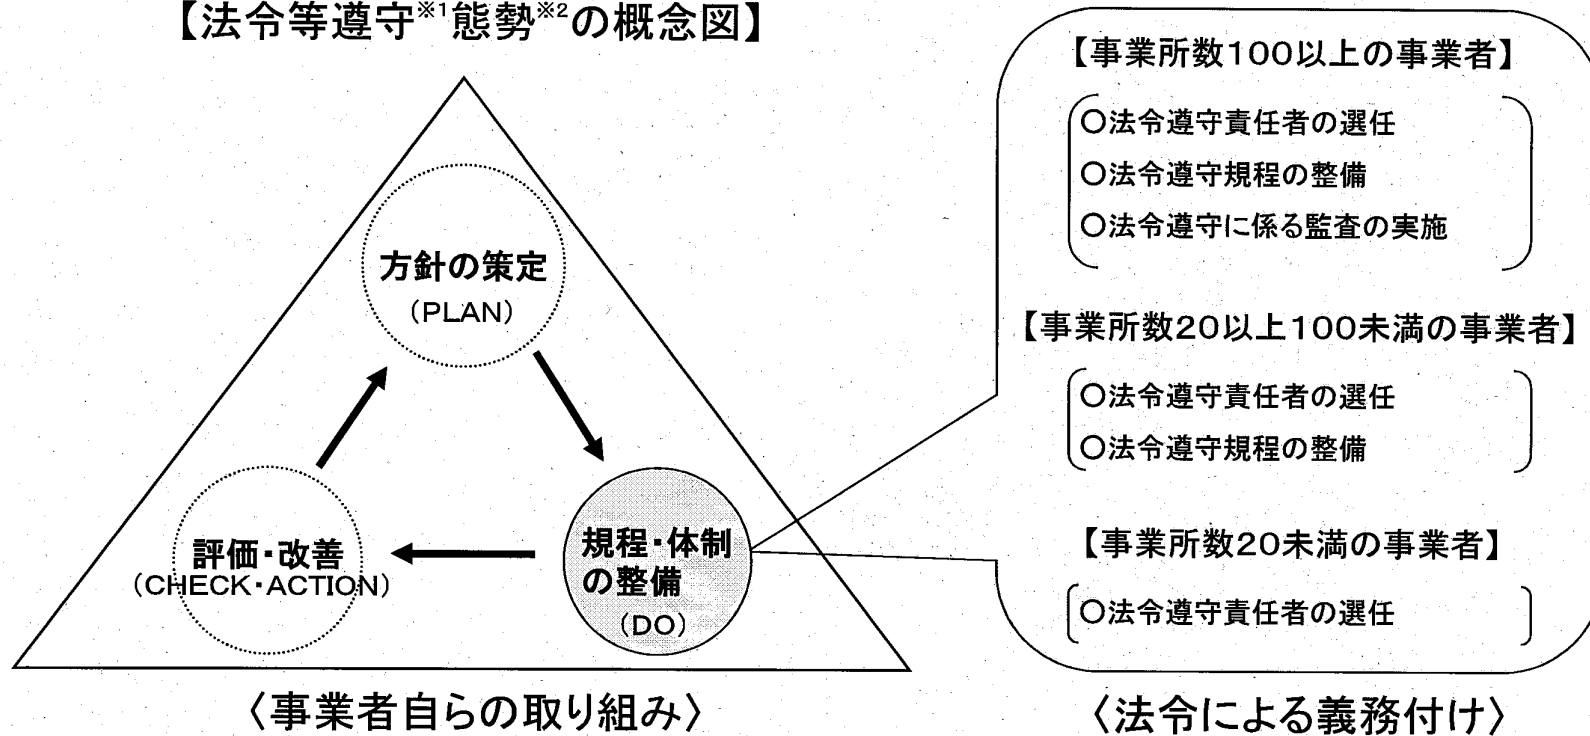 【法令等遵守※1態勢※2の概念図】
方針の策定
(PLAN)
評価・改善
(CHECK・ACTION)
規程・体制
の整備
(DO)
〈事業者自らの取り組み〉
【事業所数100以上の事業者】
○法令遵守責任者の選任
○法令遵守規程の整備
○法令遵守に係る監査の実施
【事業所数20以上100未満の事業者】
○法令遵守責任者の選任
○法令遵守規程の整備
【事業所数20未満の事業者】
○法令遵守責任者の選任
〈法令による義務付け〉